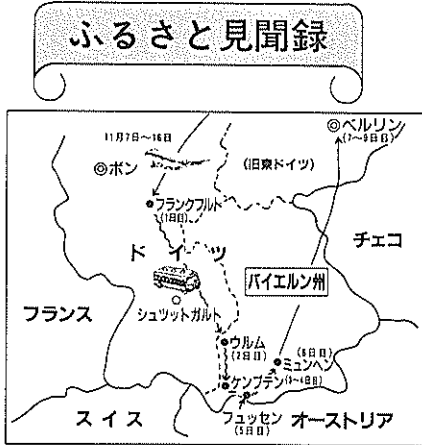 ふるさと見聞録
◎ベルリン
(7〜9日目)
11月7日〜16日
◎ボン
(旧東ドイツ)
フランクフルト
(1日目)
チェコ
ドイツ
バイエルン州
フランス
シュツットガルト
ウルム
(2日目)
(6日目)
ミュンヘン
ケンプテン(3〜4日目)
フュッセン
(5日目)
スイス
オーストリア